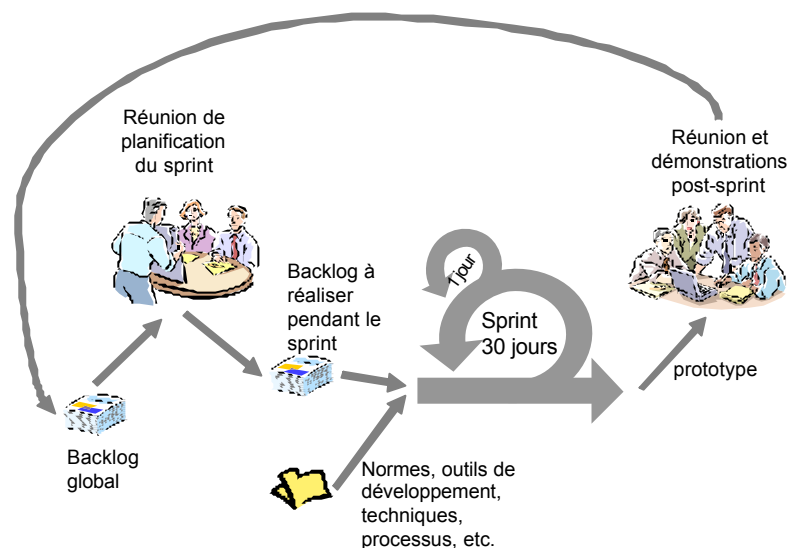 Réunion de
planification
du sprint
Réunion et
démonstrations
post-sprint
Backlog à
réaliser
pendant le
sprint
1 jour
Sprint
30 jours
prototype
Backlog
global
Normes, outils de
développement,
techniques,
processus, etc.